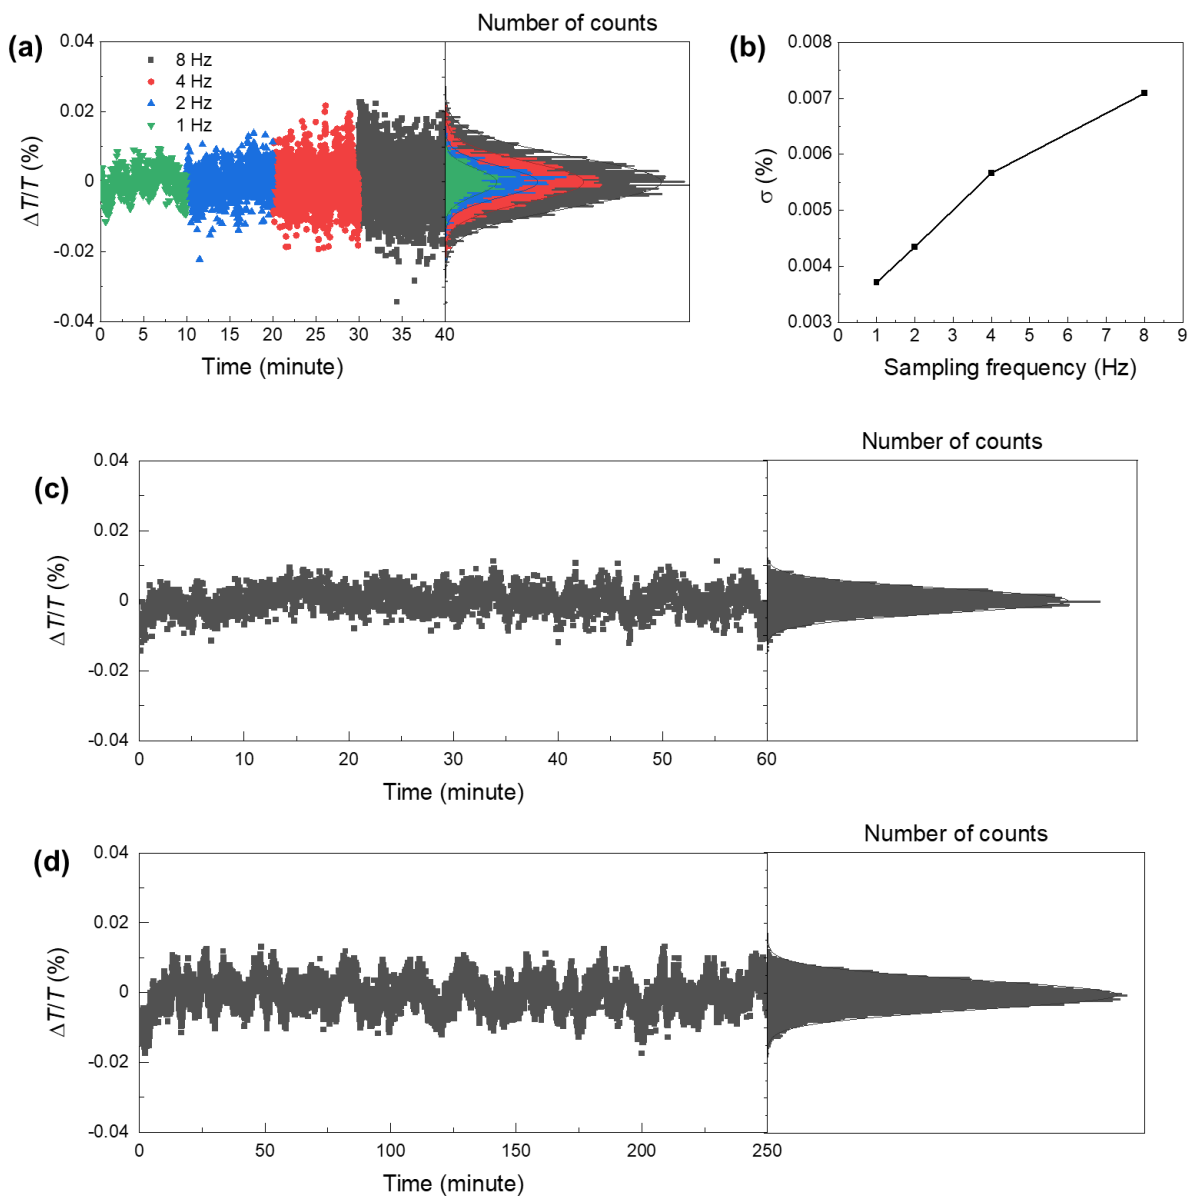 (a)
Number of counts
0.04
0.02
0
-0.02
-0.04
ΔT/T (%)
8 Hz
4 Hz
2 Hz
1 Hz
0 5 10 15 20 25 30 35 40
Time (minute)
(b)
0.008
0.007
0.006
0.005
0.004
0.003
σ (%)
0 1 2 3 4 5 6 7 8 9
Sampling frequency (Hz)
(c)
Number of counts
0.04
0.02
0
-0.02
-0.04
ΔT/T (%)
0 10 20 30 40 50 60
Time (minute)
(d)
Number of counts
0.04
0.02
0
-0.02
-0.04
ΔT/T (%)
0 50 100 150 200 250
Time (minute)